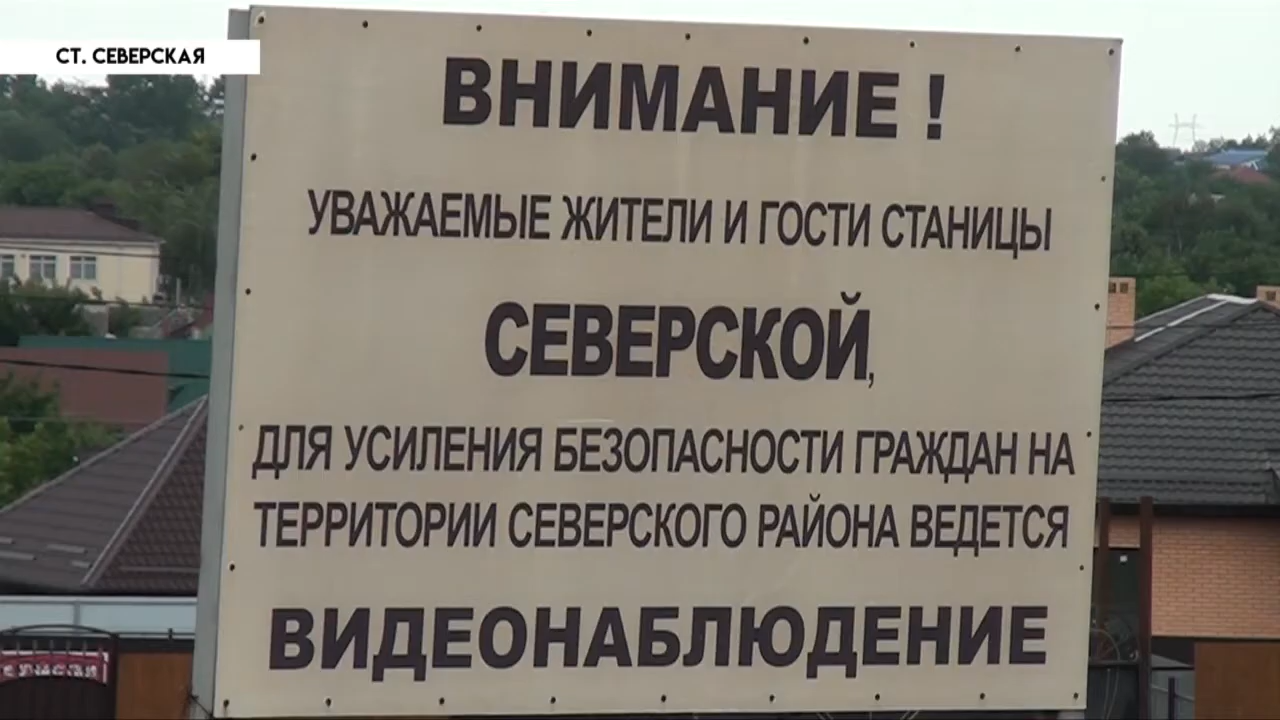 СТ. СЕВЕРСКАЯ
ВНИМАНИЕ !
УВАЖАЕМЫЕ ЖИТЕЛИ И ГОСТИ СТАНИЦЫ
СЕВЕРСКОЙ,
ДЛЯ УСИЛЕНИЯ БЕЗОПАСНОСТИ ГРАЖДАН НА
ТЕРРИТОРИИ СЕВЕРСКОГО РАЙОНА ВЕДЕТСЯ
ВИДЕОНАБЛЮДЕНИЕ